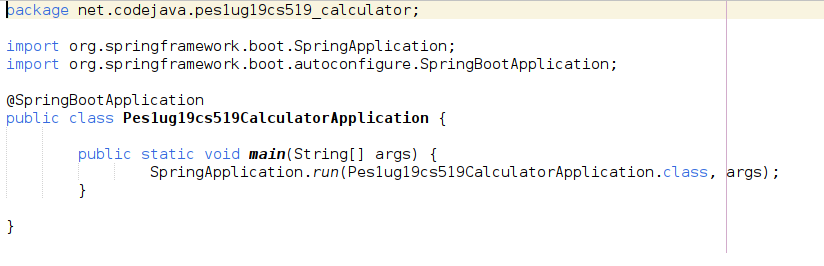 package net.codejava.pes1ug19cs519_calculator;
import org.springframework.boot.SpringApplication;
import org.springframework.boot.autoconfigure.SpringBootApplication;
@SpringBootApplication
public class Pes1ug19cs519CalculatorApplication {
public static void main(String[] args) {
SpringApplication.run(Pes1ug19cs519CalculatorApplication.class, args);
}
}